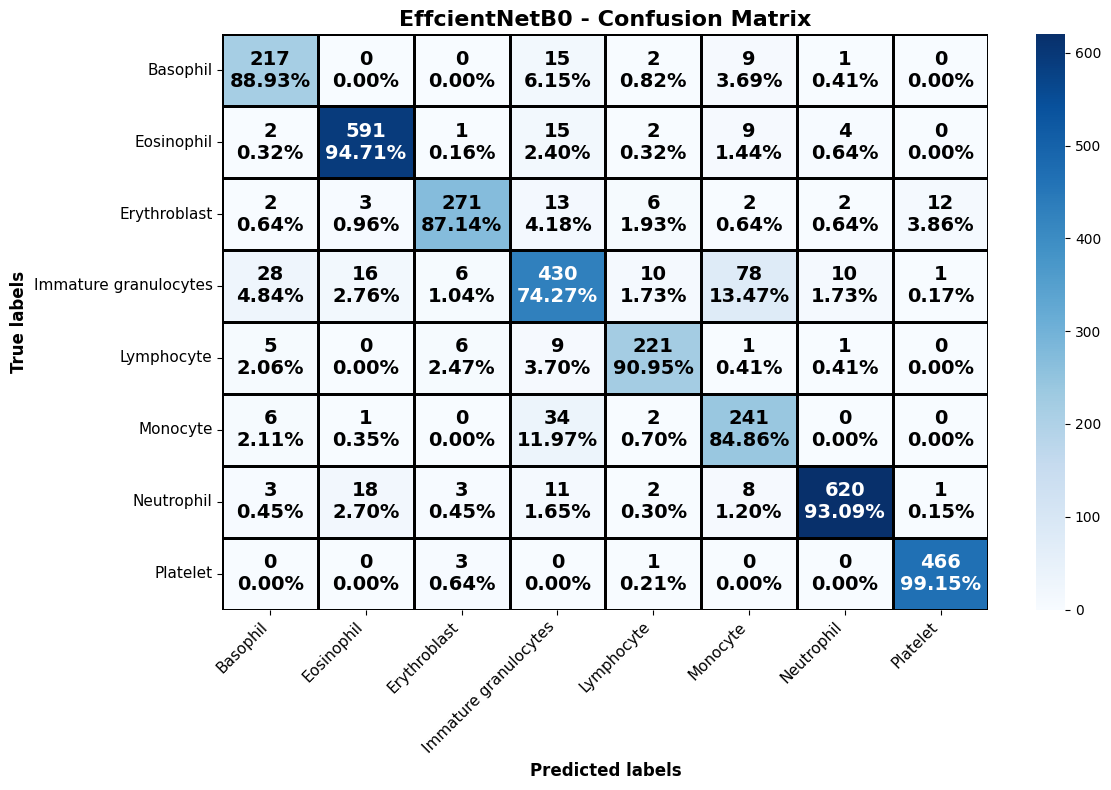 EffcientNetB0 - Confusion Matrix
Basophil 217 0 0 15 2 9 1 0
88.93% 0.00% 0.00% 6.15% 0.82% 3.69% 0.41% 0.00%
Eosinophil 2 591 1 15 2 9 4 0
0.32% 94.71% 0.16% 2.40% 0.32% 1.44% 0.64% 0.00%
Erythroblast 2 3 271 13 6 2 2 12
0.64% 0.96% 87.14% 4.18% 1.93% 0.64% 0.64% 3.86%
Immature granulocytes 28 16 6 430 10 78 10 1
4.84% 2.76% 1.04% 74.27% 1.73% 13.47% 1.73% 0.17%
Lymphocyte 5 0 6 9 221 1 1 0
2.06% 0.00% 2.47% 3.70% 90.95% 0.41% 0.41% 0.00%
Monocyte 6 1 0 34 2 241 0 0
2.11% 0.35% 0.00% 11.97% 0.70% 84.86% 0.00% 0.00%
Neutrophil 3 18 3 11 2 8 620 1
0.45% 2.70% 0.45% 1.65% 0.30% 1.20% 93.09% 0.15%
Platelet 0 0 3 0 1 0 0 466
0.00% 0.00% 0.64% 0.00% 0.21% 0.00% 0.00% 99.15%
True labels
Basophil
Eosinophil
Erythroblast
Immature granulocytes
Lymphocyte
Monocyte
Neutrophil
Platelet
Predicted labels
600
500
400
300
200
100
0